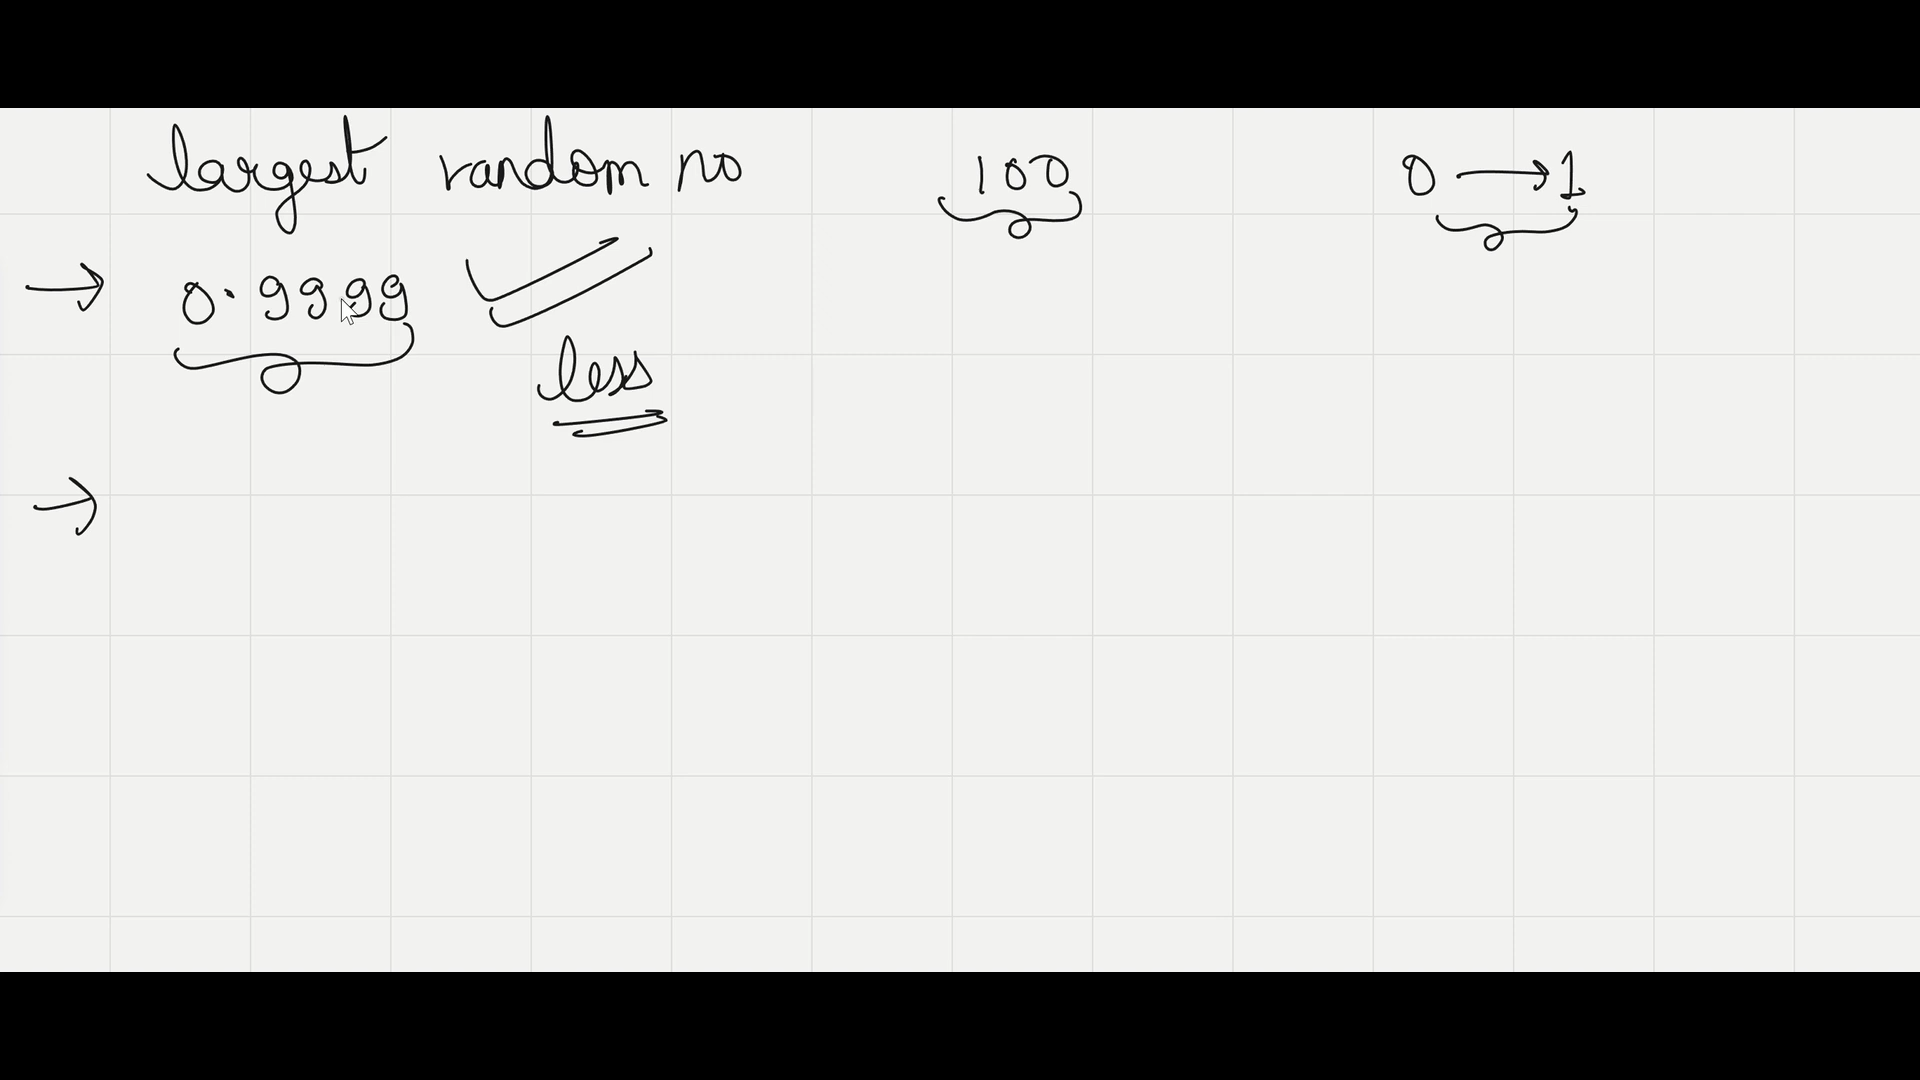 largest random no 100 0 → 1
→ 0.9999
less
→